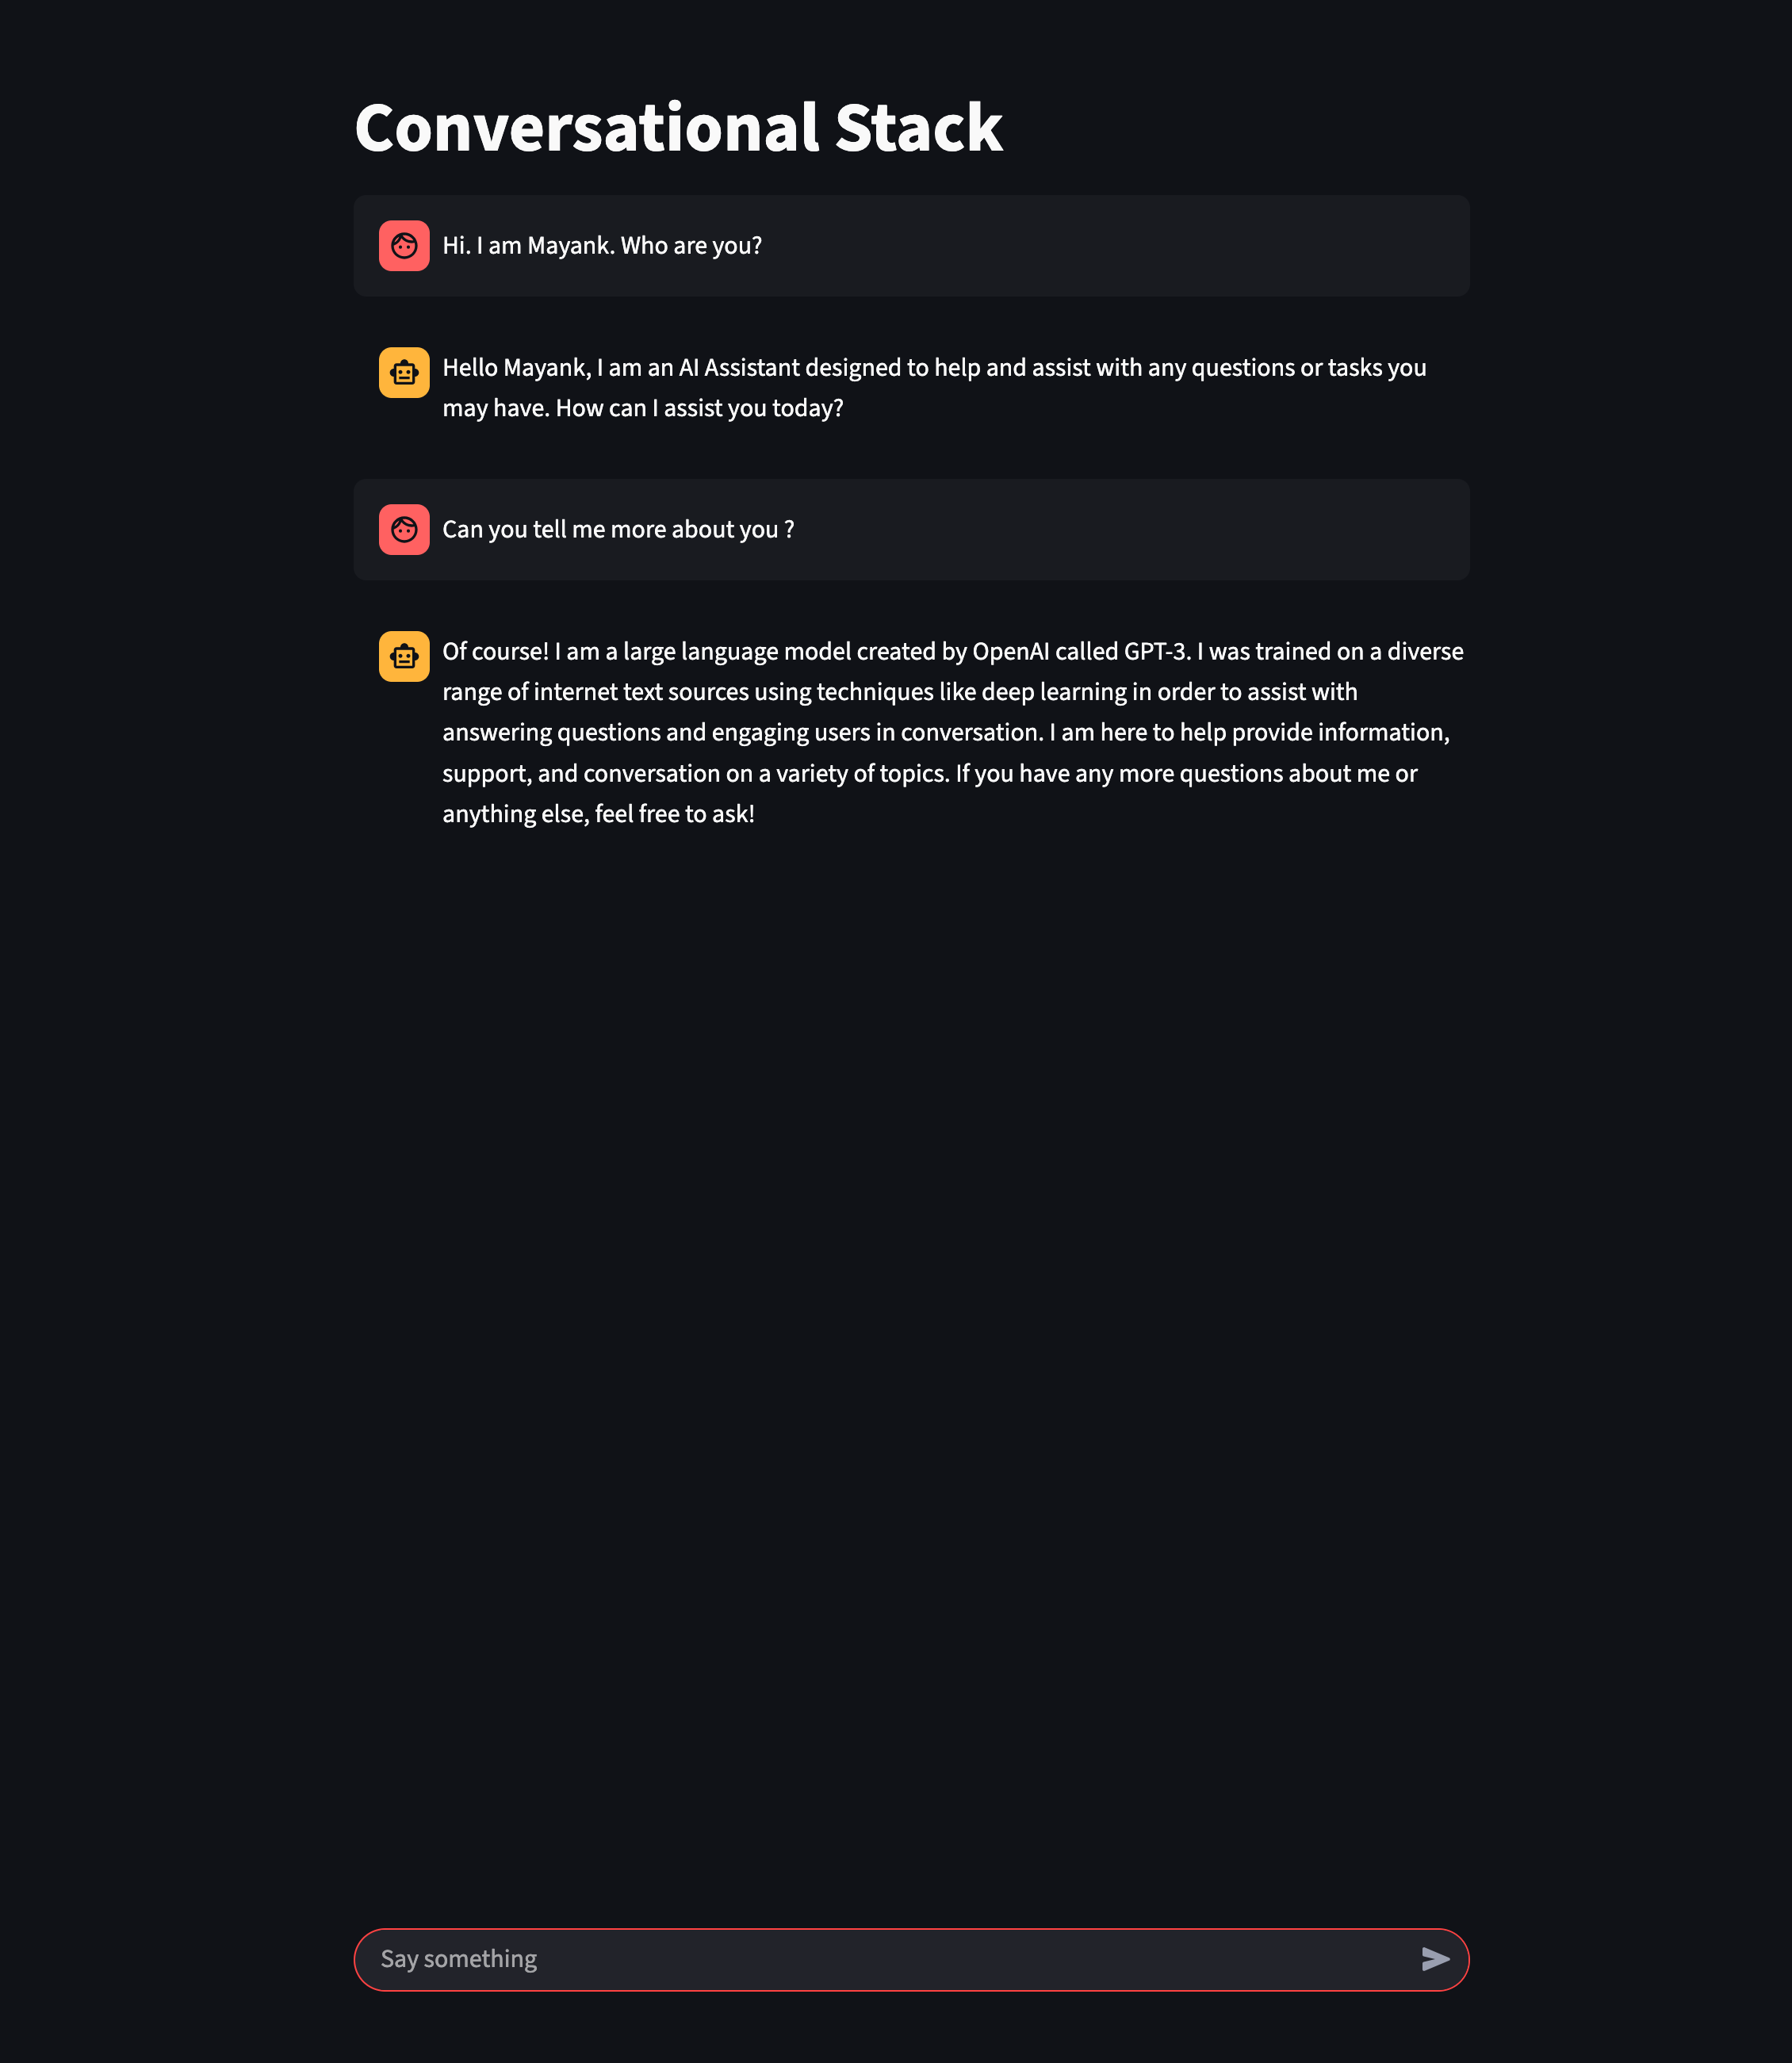 Conversational Stack
Hi. I am Mayank. Who are you?
Hello Mayank, I am an AI Assistant designed to help and assist with any questions or tasks you
may have. How can I assist you today?
Can you tell me more about you ?
Of course! I am a large language model created by OpenAI called GPT-3. I was trained on a diverse
range of internet text sources using techniques like deep learning in order to assist with
answering questions and engaging users in conversation. I am here to help provide information,
support, and conversation on a variety of topics. If you have any more questions about me or
anything else, feel free to ask!
Say something